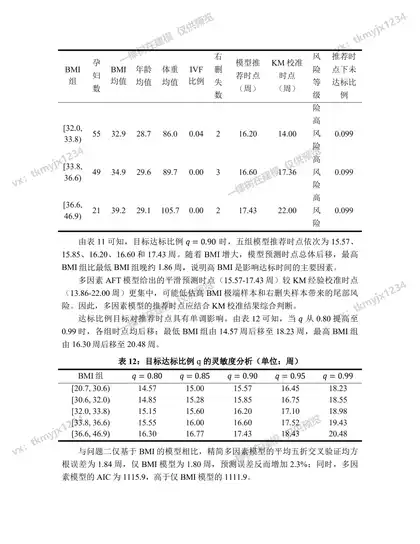 BMI 组 孕妇数 BMI 均值 年龄均值 体重均值 IVF 比例 右删失数 模型推荐时点(周) KM 校准时点(周) 风险等级 推荐时点下未达标比例
险
[32.0, 33.8) 55 32.9 28.7 86.0 0.04 2 16.20 14.00 高风险 0.099
[33.8, 36.6) 49 34.9 29.6 89.7 0.00 3 16.60 17.36 高风险 0.099
[36.6, 46.9) 21 39.2 29.1 105.7 0.00 2 17.43 22.00 高风险 0.099
由表 11 可知,目标达标比例 q = 0.90 时,五组模型推荐时点依次为 15.57、
15.85、16.20、16.60 和 17.43 周。随着 BMI 增大,模型预测时点总体后移,最高
BMI 组比最低 BMI 组晚约 1.86 周,说明高 BMI 是影响达标时间的主要因素。
多因素 AFT 模型给出的平滑预测时点(15.57-17.43 周)较 KM 经验校准时点
(13.86-22.00 周)更集中,可能低估高 BMI 极端样本和右删失样本带来的尾部风
险。因此,多因素模型的推荐时点应结合 KM 校准结果综合判断。
达标比例目标对推荐时点具有单调影响。由表 12 可知,当 q 从 0.80 提高至
0.99 时,各组时点均后移;最低 BMI 组由 14.57 周后移至 18.23 周,最高 BMI 组
由 16.30 周后移至 20.48 周。
表 12:目标达标比例 q 的灵敏度分析(单位:周)
BMI 组 q = 0.80 q = 0.85 q = 0.90 q = 0.95 q = 0.99
[20.7, 30.6) 14.57 15.00 15.57 16.45 18.23
[30.6, 32.0) 14.85 15.28 15.85 16.75 18.55
[32.0, 33.8) 15.15 15.60 16.20 17.10 18.98
[33.8, 36.6) 15.55 16.00 16.60 17.52 19.43
[36.6, 46.9) 16.30 16.77 17.43 18.43 20.48
与问题二仅基于 BMI 的模型相比,精简多因素模型的平均五折交叉验证均方
根误差为 1.84 周,仅 BMI 模型为 1.80 周,预测误差反而增加 2.3%;同时,多因
素模型的 AIC 为 1115.9,高于仅 BMI 模型的 1111.9。
vx: tkmyjx1234